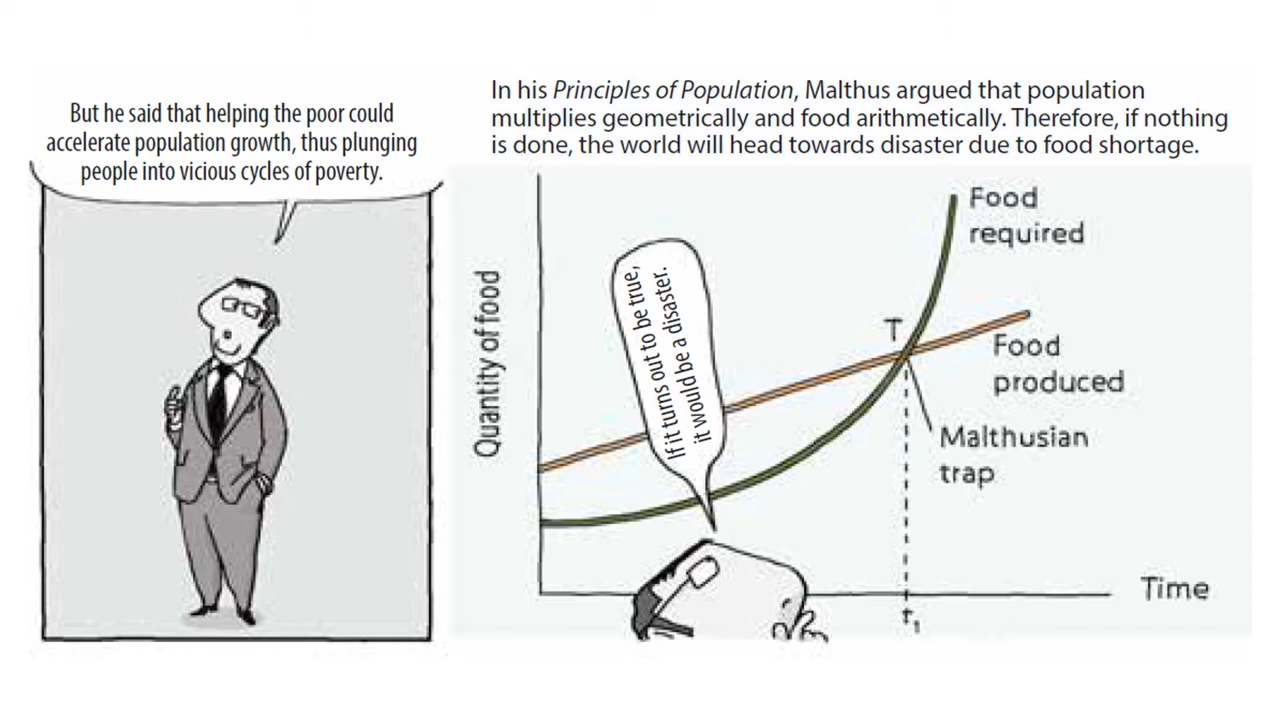 But he said that helping the poor could
accelerate population growth, thus plunging
people into vicious cycles of poverty.
In his Principles of Population, Malthus argued that population
multiplies geometrically and food arithmetically. Therefore, if nothing
is done, the world will head towards disaster due to food shortage.
Quantity of food
If it turns out to be true,
it would be a disaster.
Food
required
T
Food
produced
Malthusian
trap
Time
t₁